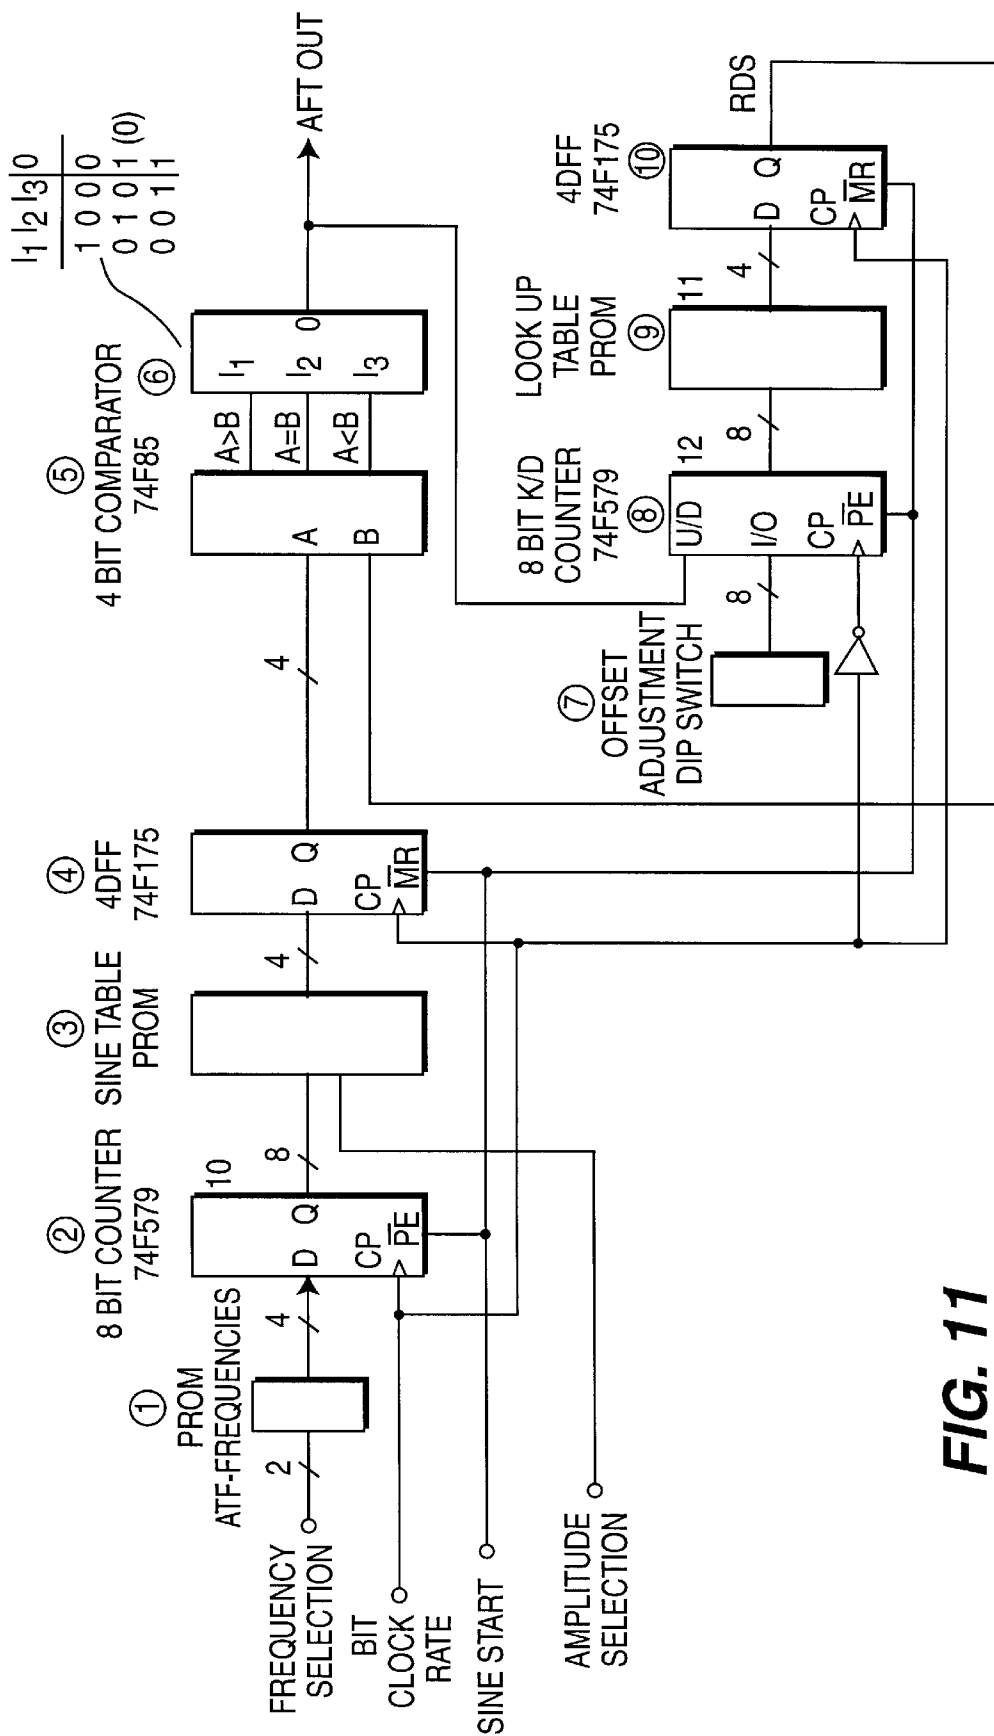 I1 I2 I3 0
1 0 0 0
0 1 0 1 (0)
0 0 1 1
①
PROM
ATF-FREQUENCIES
②
8 BIT COUNTER
74F579
③
SINE TABLE
PROM
④
4DFF
74F175
⑤
4 BIT COMPARATOR
74F85
⑥
FREQUENCY
SELECTION
2
4
D Q
10
CP
PE
8
4
D Q
CP
MR
4
A
B
A>B
A=B
A<B
I1
I2 0
I3
AFT OUT
BIT
CLOCK
RATE
SINE START
AMPLITUDE
SELECTION
⑦
OFFSET
ADJUSTMENT
DIP SWITCH
8
8 BIT K/D
COUNTER
74F579
⑧
12
U/D
I/O
CP
PE
8
LOOK UP
TABLE
PROM
⑨
11
4
4DFF
74F175
⑩
D Q
CP
MR
RDS
FIG. 11